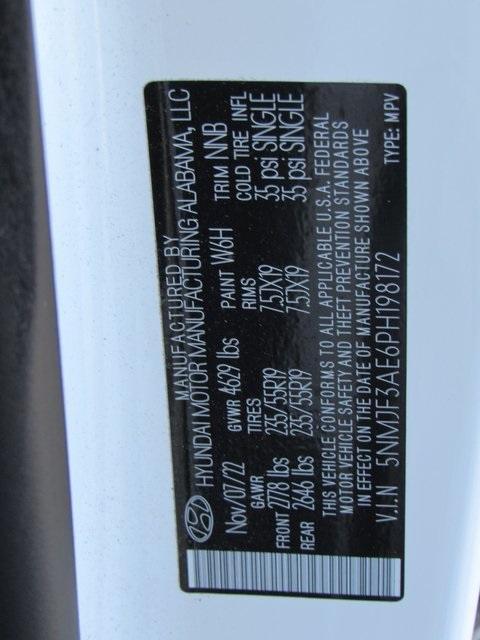 MANUFACTURED BY
HYUNDAI MOTOR MANUFACTURING ALABAMA, LLC
Nov/07/22 GVWR 4629 lbs PAINT W6H TRIM NNB
GAWR TIRES RIMS COLD TIRE INFL
FRONT 2778 lbs 235/55R19 7.5JX19 35 psi SINGLE
REAR 2646 lbs 235/55R19 7.5JX19 35 psi SINGLE
THIS VEHICLE CONFORMS TO ALL APPLICABLE U.S.A. FEDERAL
MOTOR VEHICLE SAFETY AND THEFT PREVENTION STANDARDS
IN EFFECT ON THE DATE OF MANUFACTURE SHOWN ABOVE
V.I.N 5NMJF3AE6PH198172 TYPE: MPV